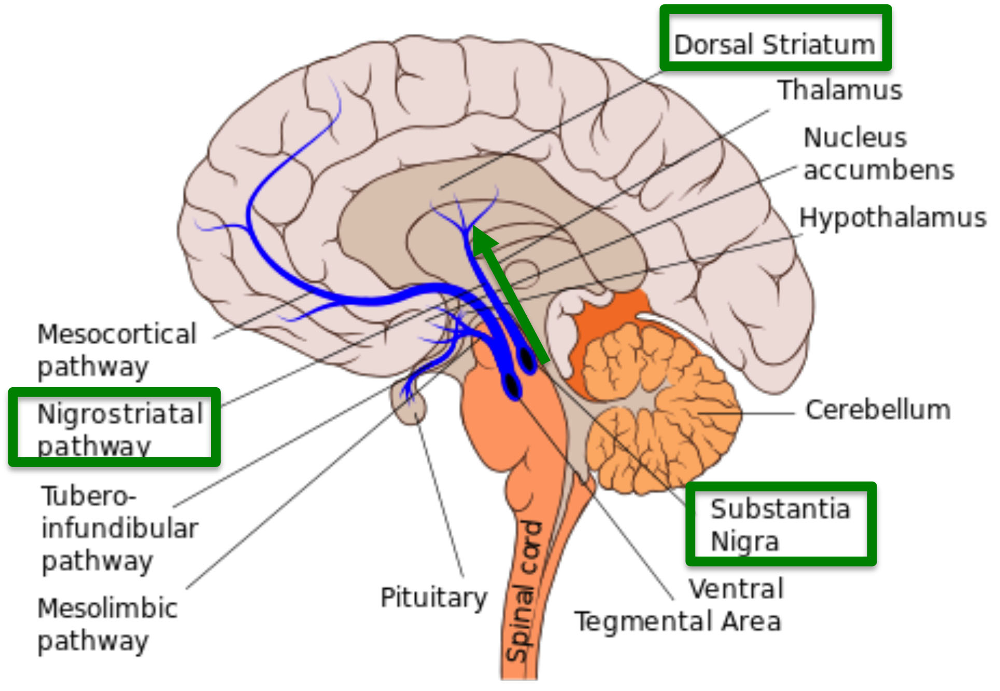 Dorsal Striatum
Thalamus
Nucleus
accumbens
Hypothalamus
Mesocortical
pathway
Nigrostriatal
pathway
Tubero-
infundibular
pathway
Mesolimbic
pathway
Pituitary
Spinal cord
Cerebellum
Substantia
Nigra
Ventral
Tegmental Area